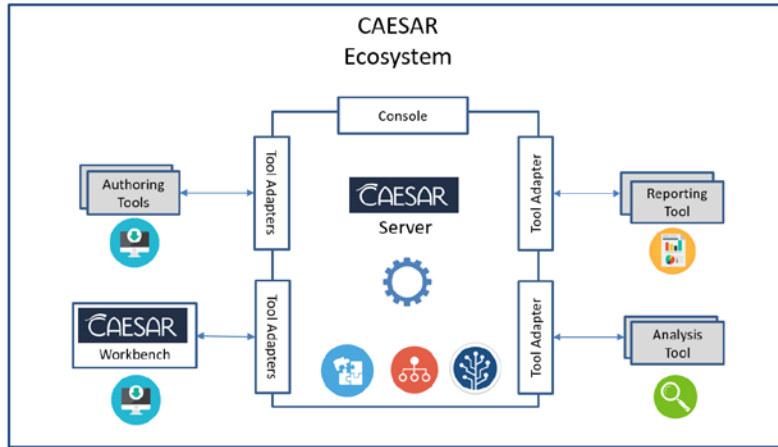 CAESAR
Ecosystem
Console
Tool Adapters
Tool Adapter
Authoring
Tools
CAESAR
Server
Reporting
Tool
Tool Adapters
Tool Adapter
CAESAR
Workbench
Analysis
Tool